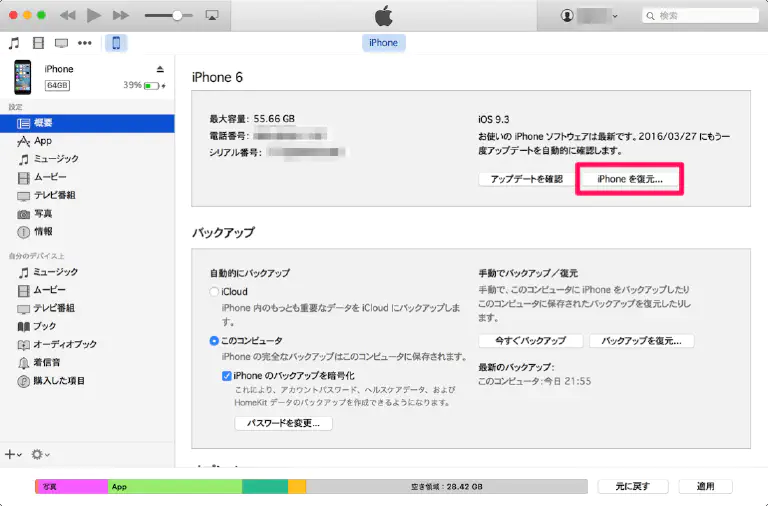 検索
iPhone
iPhone
64GB
39%
設定
概要
App
ミュージック
ムービー
テレビ番組
写真
情報
自分のデバイス上
ミュージック
ムービー
テレビ番組
ブック
オーディオブック
着信音
購入した項目
iPhone 6
最大容量: 55.66 GB
電話番号:
シリアル番号:
iOS 9.3
お使いの iPhone ソフトウェアは最新です。2016/03/27 にもう一
度アップデートを自動的に確認します。
アップデートを確認
iPhone を復元...
バックアップ
自動的にバックアップ
iCloud
iPhone 内のもっとも重要なデータを iCloud にバックアップしま
す。
このコンピュータ
iPhone の完全なバックアップはこのコンピュータに保存されます。
iPhone のバックアップを暗号化
これにより、アカウントパスワード、ヘルスケアデータ、および
HomeKit データのバックアップを作成できるようになります。
パスワードを変更...
手動でバックアップ／復元
手動で、このコンピュータに iPhone をバックアップしたり
このコンピュータに保存されたバックアップを復元したりし
ます。
今すぐバックアップ
バックアップを復元...
最新のバックアップ:
このコンピュータ: 今日 21:55
写真
App
空き領域: 28.42 GB
元に戻す
適用